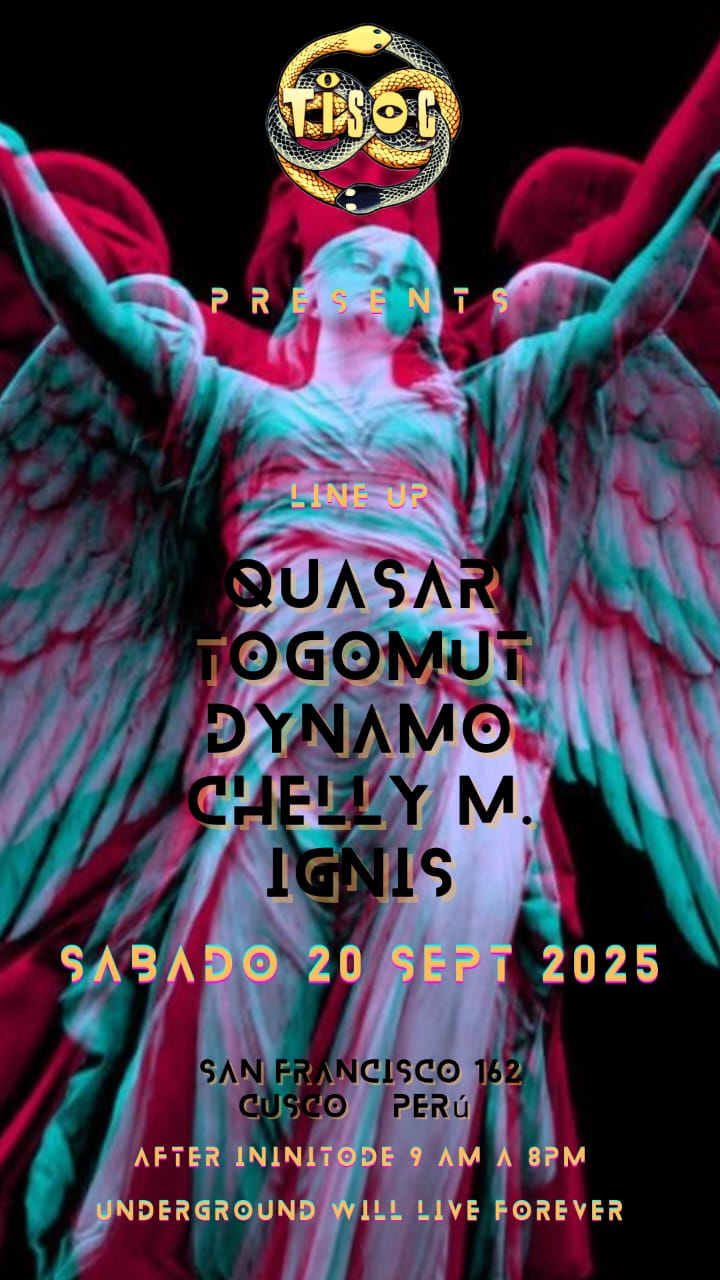 TISOC
PRESENTS
LINE UP
QUASAR
TOGOMUT
DYNAMO
CHELLY M.
IGNIS
SABADO 20 SEPT 2025
SAN FRANCISCO 162
CUSCO PERú
AFTER ININITODE 9 AM A 8PM
UNDERGROUND WILL LIVE FOREVER